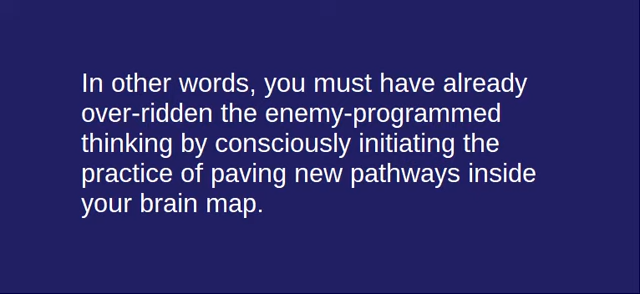 In other words, you must have already
over-ridden the enemy-programmed
thinking by consciously initiating the
practice of paving new pathways inside
your brain map.